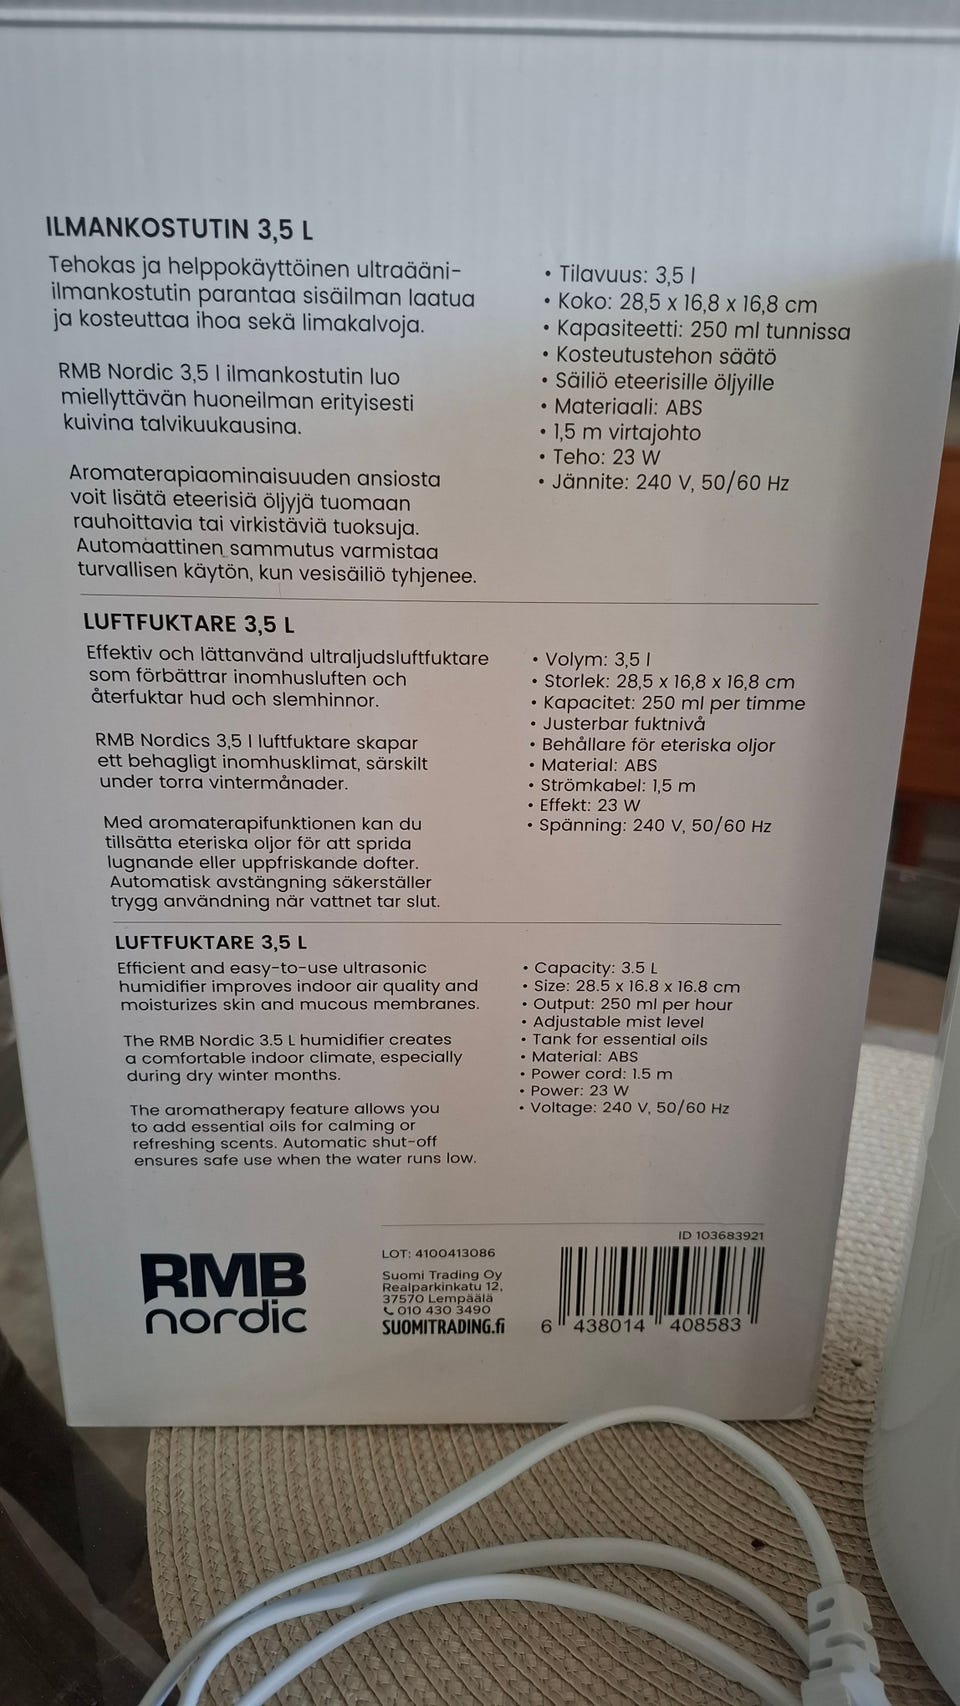 ILMANKOSTUTIN 3,5 L
Tehokas ja helppokäyttöinen ultraääni-
ilmankostutin parantaa sisäilman laatua
ja kosteuttaa ihoa sekä limakalvoja.
RMB Nordic 3,5 l ilmankostutin luo
miellyttävän huoneilman erityisesti
kuivina talvikuukausina.
Aromaterapiaominaisuuden ansiosta
voit lisätä eteerisiä öljyjä tuomaan
rauhoittavia tai virkistäviä tuoksuja.
Automaattinen sammutus varmistaa
turvallisen käytön, kun vesisäiliö tyhjenee.
• Tilavuus: 3,5 l
• Koko: 28,5 x 16,8 x 16,8 cm
• Kapasiteetti: 250 ml tunnissa
• Kosteutustehon säätö
• Säiliö eteerisille öljyille
• Materiaali: ABS
• 1,5 m virtajohto
• Teho: 23 W
• Jännite: 240 V, 50/60 Hz
LUFTFUKTARE 3,5 L
Effektiv och lättanvänd ultraljudsluftfuktare
som förbättrar inomhusluften och
återfuktar hud och slemhinnor.
RMB Nordics 3,5 l luftfuktare skapar
ett behagligt inomhusklimat, särskilt
under torra vintermånader.
Med aromaterapifunktionen kan du
tillsätta eteriska oljor för att sprida
lugnande eller uppfriskande dofter.
Automatisk avstängning säkerställer
trygg användning när vattnet tar slut.
• Volym: 3,5 l
• Storlek: 28,5 x 16,8 x 16,8 cm
• Kapacitet: 250 ml per timme
• Justerbar fuktnivå
• Behållare för eteriska oljor
• Material: ABS
• Strömkabel: 1,5 m
• Effekt: 23 W
• Spänning: 240 V, 50/60 Hz
LUFTFUKTARE 3,5 L
Efficient and easy-to-use ultrasonic
humidifier improves indoor air quality and
moisturizes skin and mucous membranes.
The RMB Nordic 3.5 L humidifier creates
a comfortable indoor climate, especially
during dry winter months.
The aromatherapy feature allows you
to add essential oils for calming or
refreshing scents. Automatic shut-off
ensures safe use when the water runs low.
• Capacity: 3.5 L
• Size: 28.5 x 16.8 x 16.8 cm
• Output: 250 ml per hour
• Adjustable mist level
• Tank for essential oils
• Material: ABS
• Power cord: 1.5 m
• Power: 23 W
• Voltage: 240 V, 50/60 Hz
RMB
nordic
LOT: 4100413086
Suomi Trading Oy
Realparkinkatu 12,
37570 Lempäälä
010 430 3490
SUOMITRADING.fi
ID 103683921
6 438014 408583